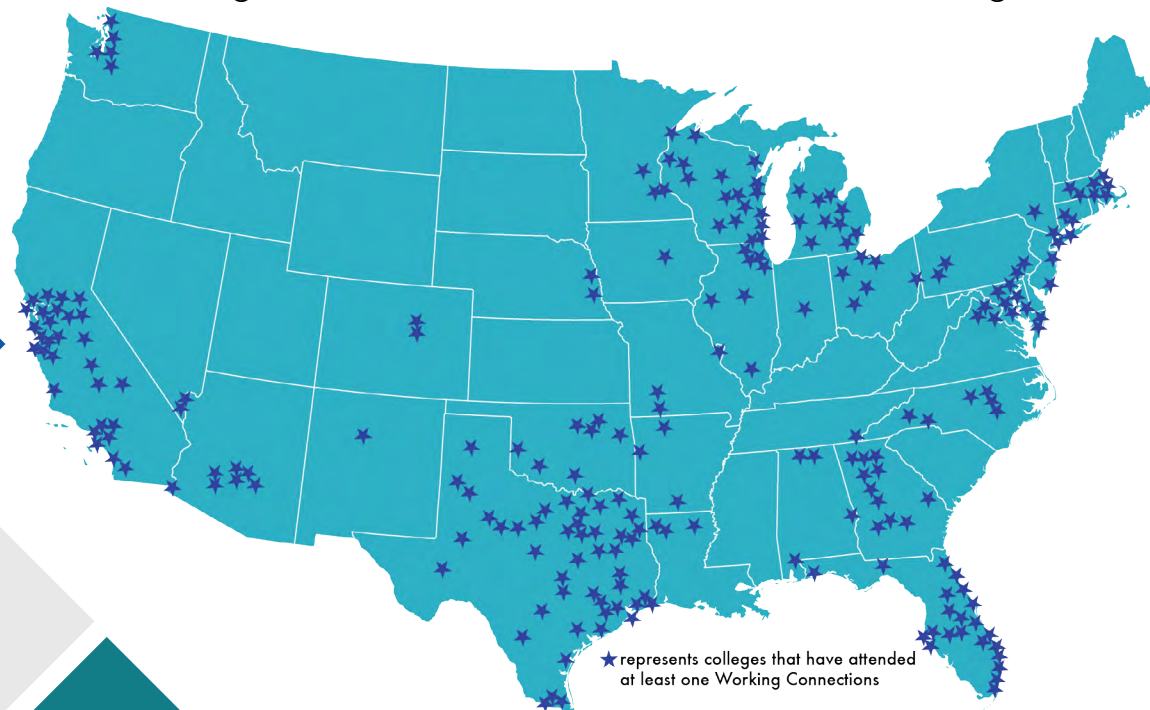 represents colleges that have attended
at least one Working Connections